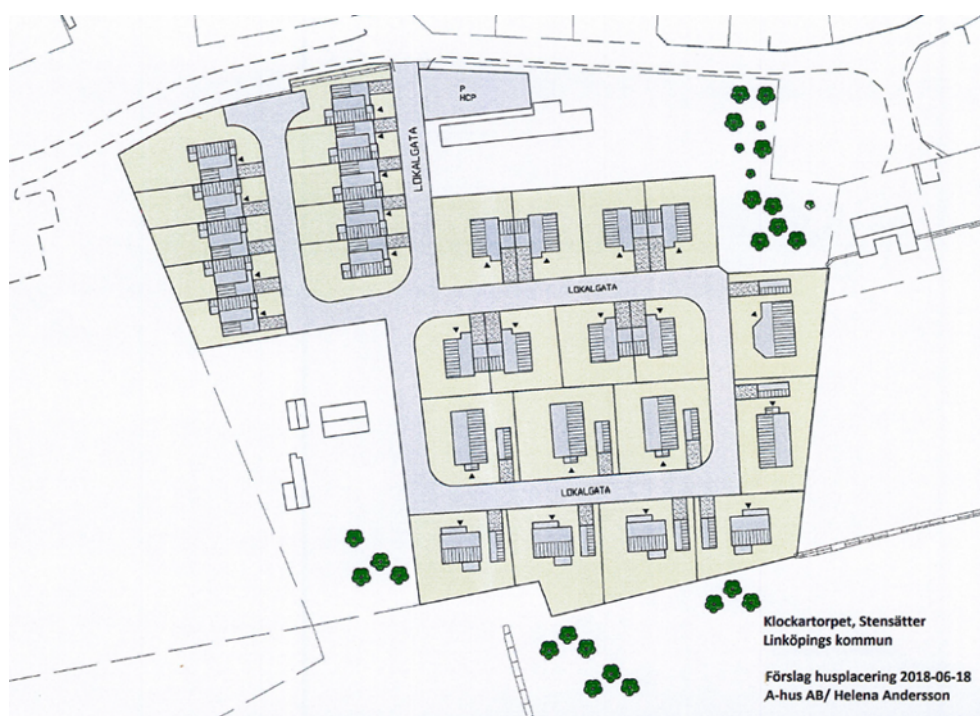 P
HCP
LOKALGATA
LOKALGATA
LOKALGATA
Klockartorpet, Stensätter
Linköpings kommun
Förslag husplacering 2018-06-18
A-hus AB/ Helena Andersson